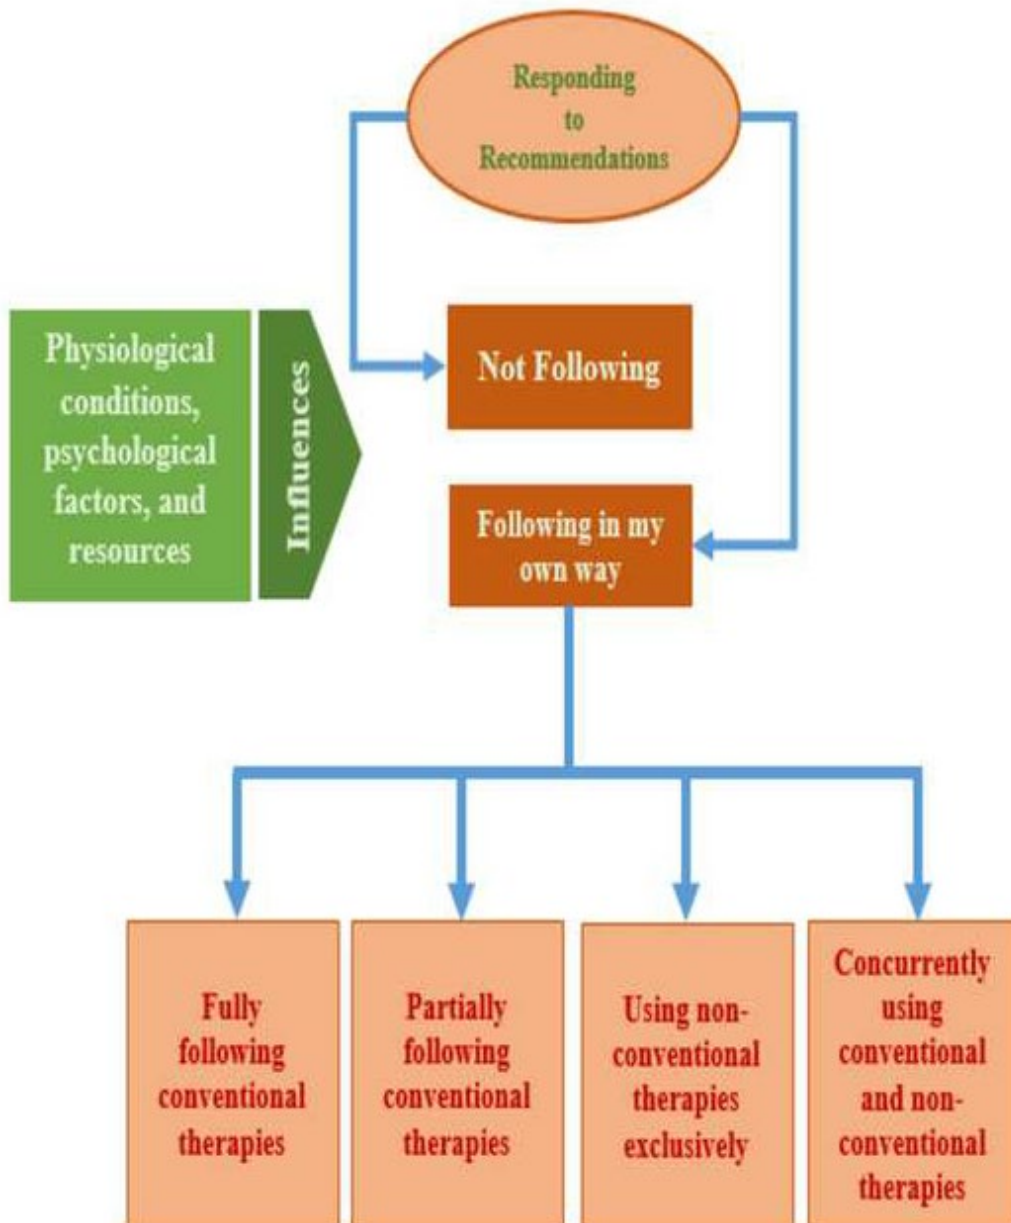 Responding
to
Recommendations
Physiological
conditions,
psychological
factors, and
resources
Influences
Not Following
Following in my
own way
Fully
following
conventional
therapies
Partially
following
conventional
therapies
Using non-
conventional
therapies
exclusively
Concurrently
using
conventional
and non-
conventional
therapies